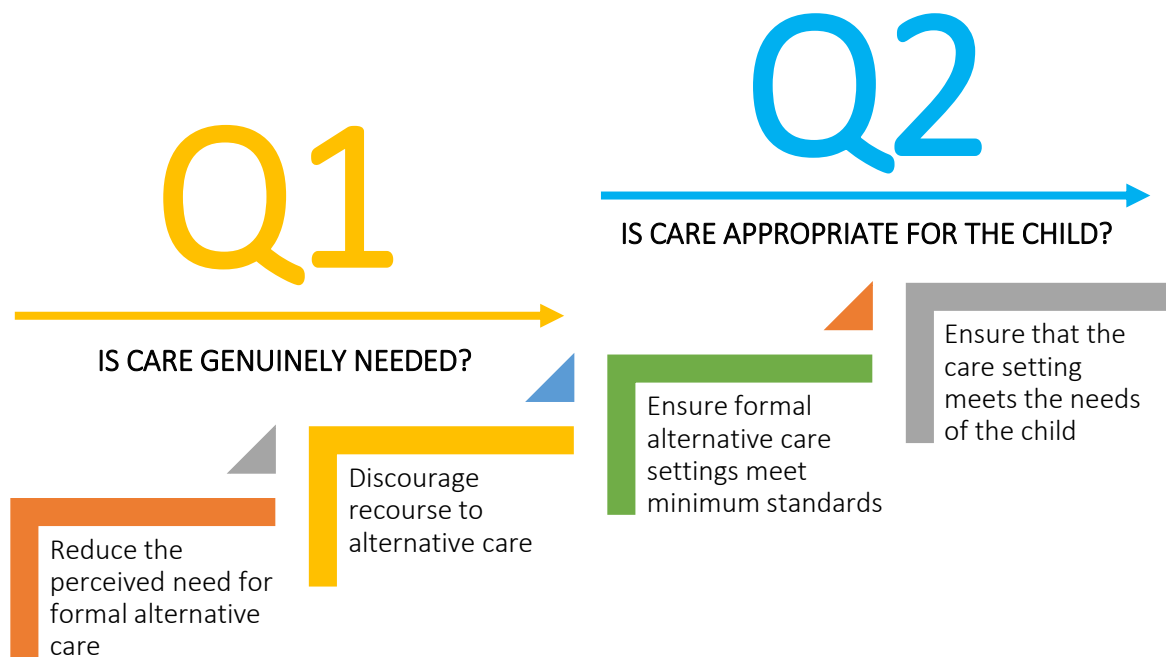 Q1
IS CARE GENUINELY NEEDED?
Reduce the
perceived need for
formal alternative
care
Discourage
recourse to
alternative care
Q2
IS CARE APPROPRIATE FOR THE CHILD?
Ensure formal
alternative care
settings meet
minimum standards
Ensure that the
care setting
meets the needs
of the child